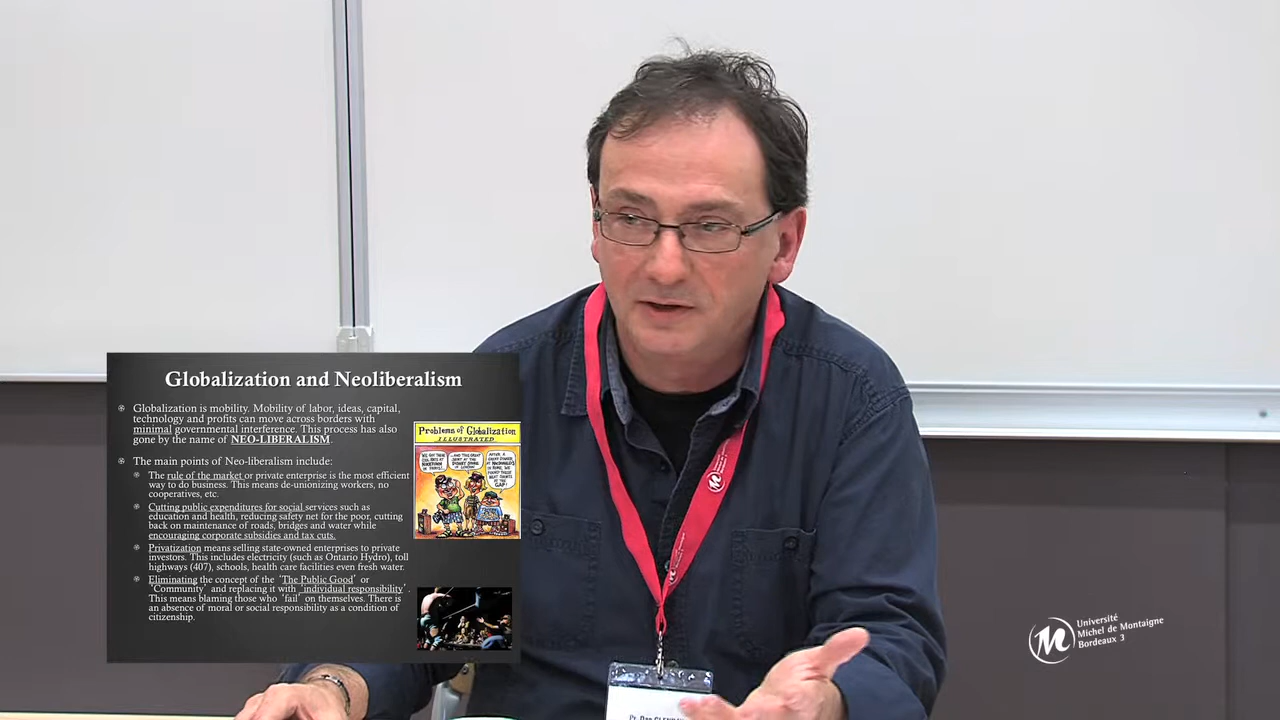 Globalization and Neoliberalism
Globalization is mobility. Mobility of labor, ideas, capital,
technology and profits can move across borders with
minimal governmental interference. This process has also
gone by the name of NEO-LIBERALISM.
The main points of Neo-liberalism include:
The rule of the market or private enterprise is the most efficient
way to do business. This means de-unionizing workers, no
cooperatives, etc.
Cutting public expenditures for social services such as
education and health, reducing safety net for the poor, cutting
back on maintenance of roads, bridges and water while
encouraging corporate subsidies and tax cuts.
Privatization means selling state-owned enterprises to private
investors. This includes electricity (such as Ontario Hydro), toll
highways (407), schools, health care facilities even fresh water.
Eliminating the concept of the ‘The Public Good’ or
‘Community’ and replacing it with ‘individual responsibility’.
This means blaming those who ‘fail’ on themselves. There is
an absence of moral or social responsibility as a condition of
citizenship.
Problems of Globalization
ILLUSTRATED
Université
Michel de Montaigne
Bordeaux 3